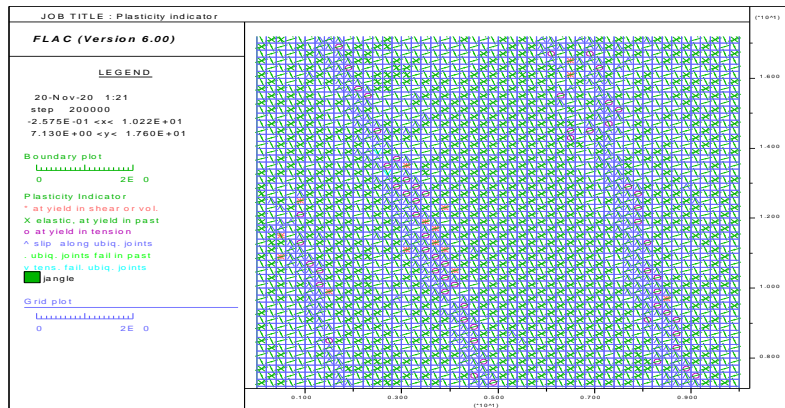 JOB TITLE : Plasticity indicator
(*10^1)
FLAC (Version 6.00)
LEGEND
20-Nov-20 1:21
step 200000
-2.575E-01 <x< 1.022E+01
7.130E+00 <y< 1.760E+01
Boundary plot
0 2E 0
Plasticity Indicator
* at yield in shear or vol.
X elastic, at yield in past
o at yield in tension
^ slip along ubiq. joints
. ubiq. joints fail in past
v tens. fail. ubiq. joints
jangle
Grid plot
0 2E 0
1.600
1.400
1.200
1.000
0.800
0.100 0.300 0.500 0.700 0.900
(*10^1)